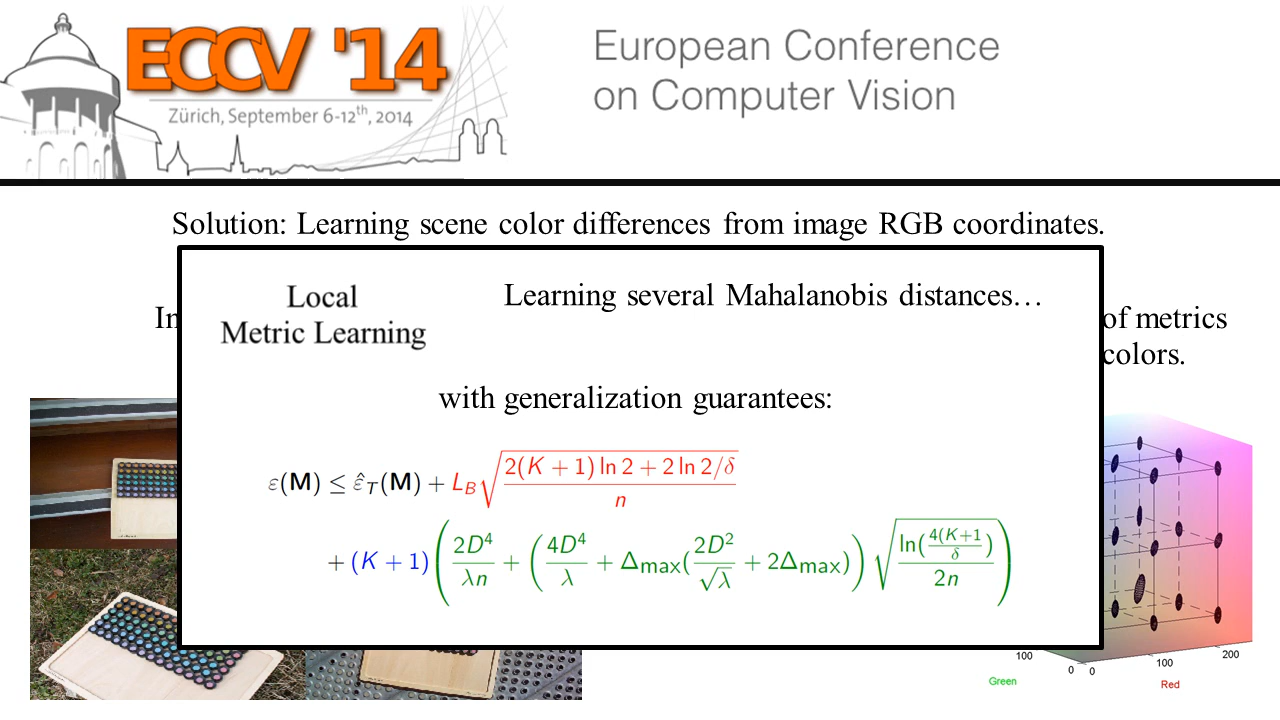 ECCV '14
Zürich, September 6-12th, 2014
European Conference
on Computer Vision
Solution: Learning scene color differences from image RGB coordinates.
of metrics
colors.
Local
Metric Learning
Learning several Mahalanobis distances…
with generalization guarantees:
ε(M) ≤ ε̂_T(M) + L_B √(2(K + 1) ln 2 + 2 ln 2/δ / n)
+ (K + 1)(2D⁴/λn + (4D⁴/λ + Δmax(2D²/√λ + 2Δmax)) √(ln(4(K+1/δ)/2n))
100
0
0
100
200
Green
Red